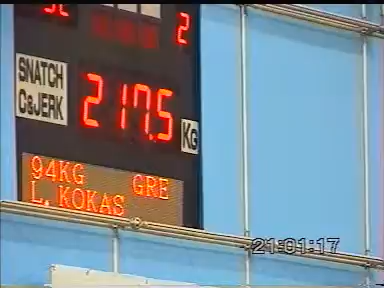 2
SNATCH
C&JERK
217.5
KG
94KG GRE
L. KOKAS
21:01:17